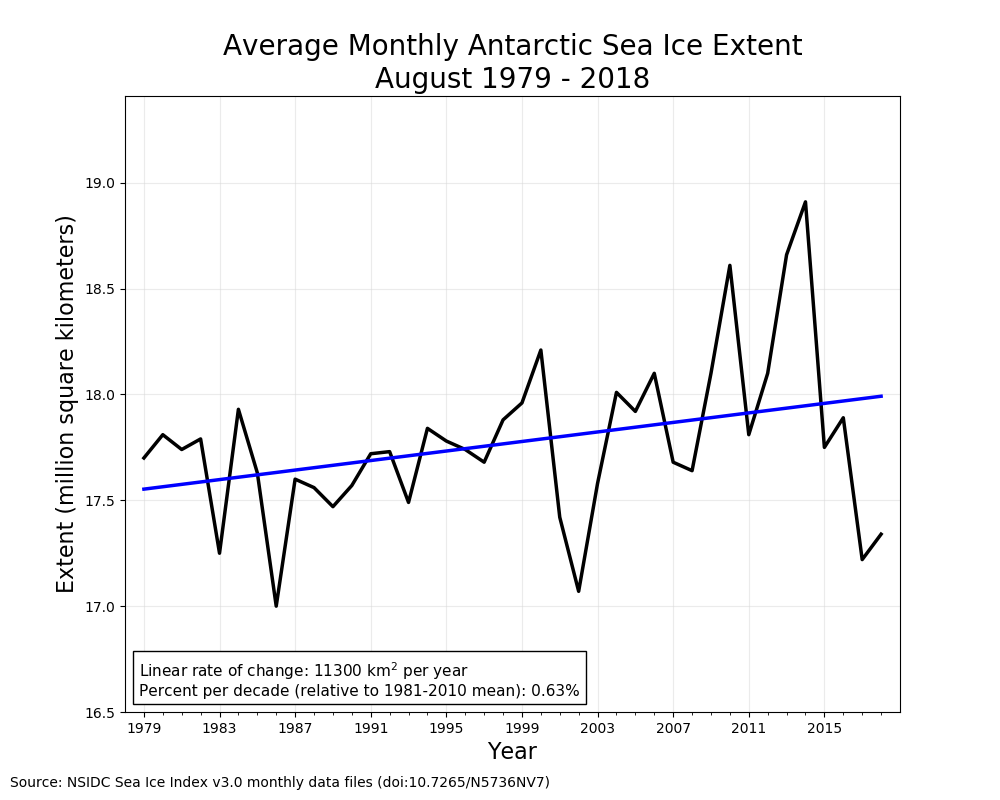 Average Monthly Antarctic Sea Ice Extent
August 1979 - 2018
Extent (million square kilometers)
19.0
18.5
18.0
17.5
17.0
16.5
Linear rate of change: 11300 km² per year
Percent per decade (relative to 1981-2010 mean): 0.63%
1979 1983 1987 1991 1995 1999 2003 2007 2011 2015
Year
Source: NSIDC Sea Ice Index v3.0 monthly data files (doi:10.7265/N5736NV7)